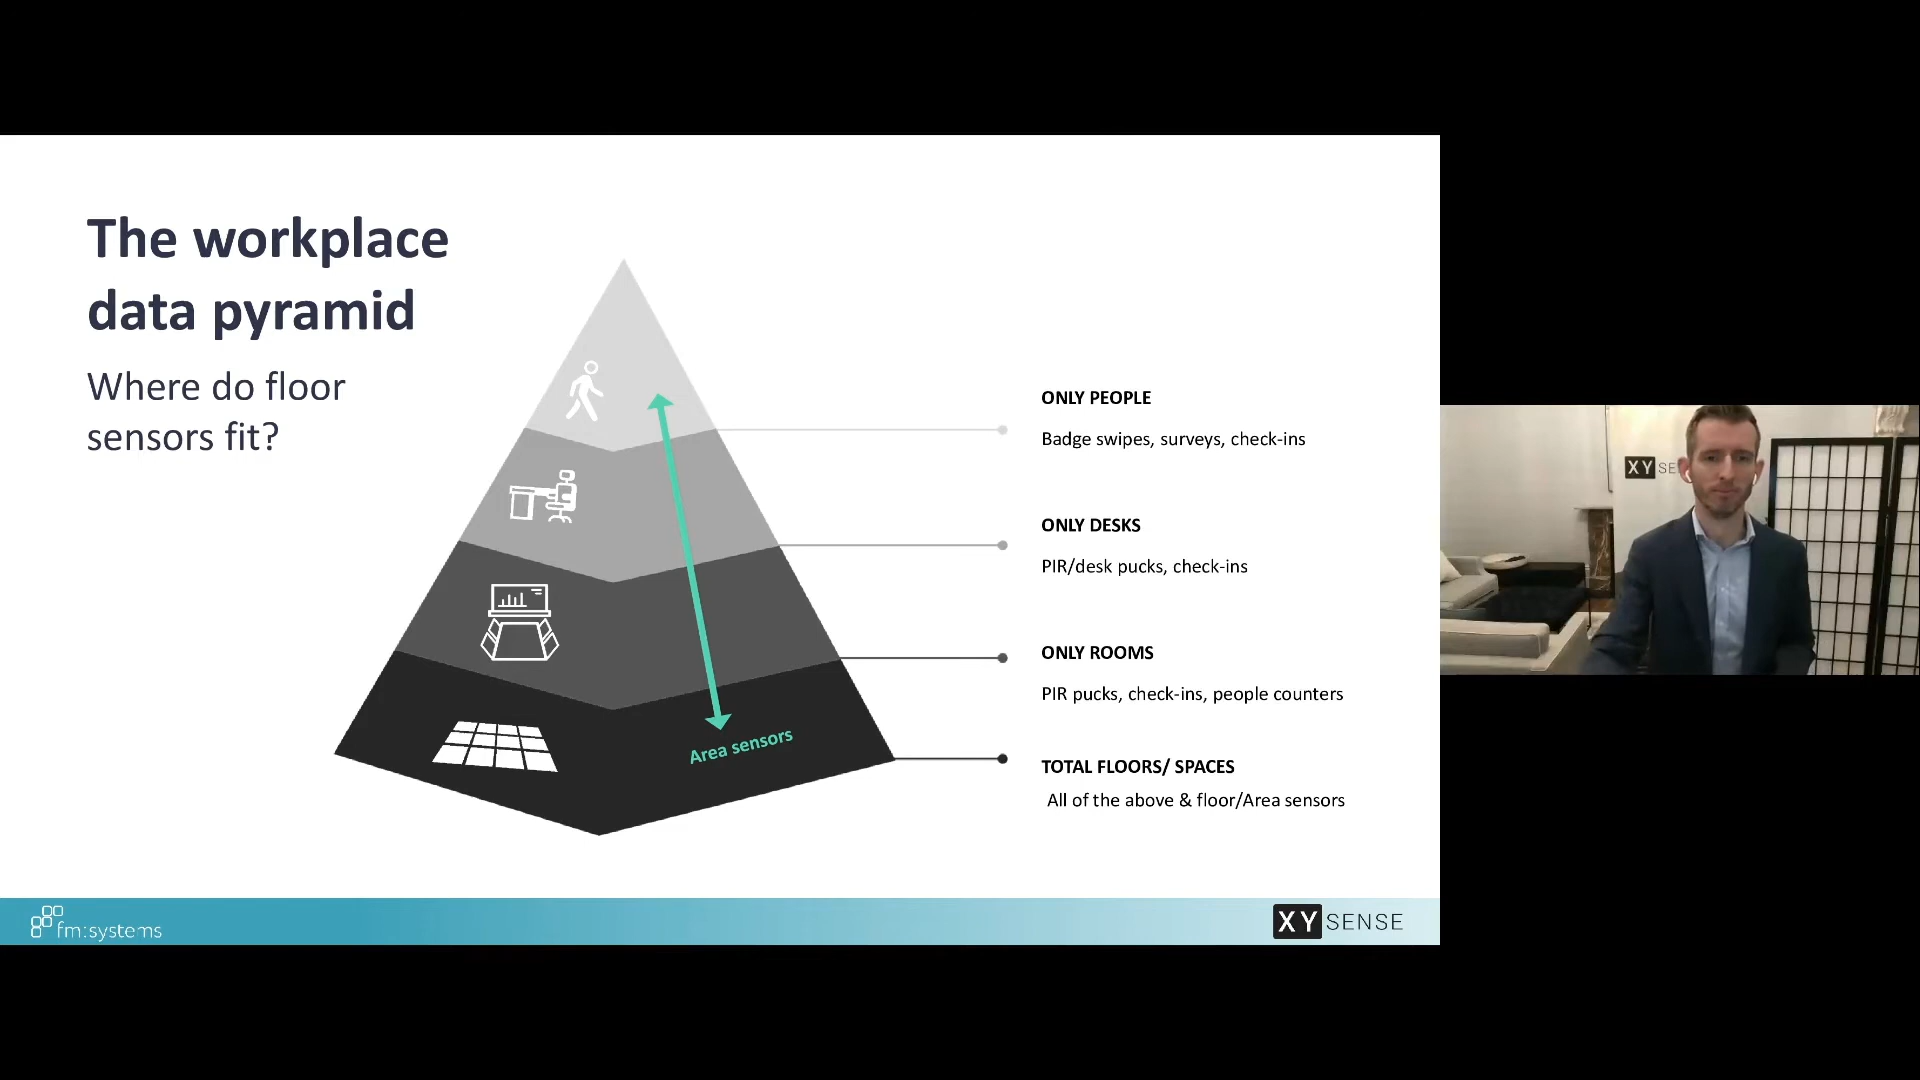 The workplace
data pyramid
Where do floor
sensors fit?
ONLY PEOPLE
Badge swipes, surveys, check-ins
ONLY DESKS
PIR/desk pucks, check-ins
ONLY ROOMS
PIR pucks, check-ins, people counters
Area sensors
TOTAL FLOORS/ SPACES
All of the above & floor/Area sensors
fm:systems
XY SENSE
XY SE